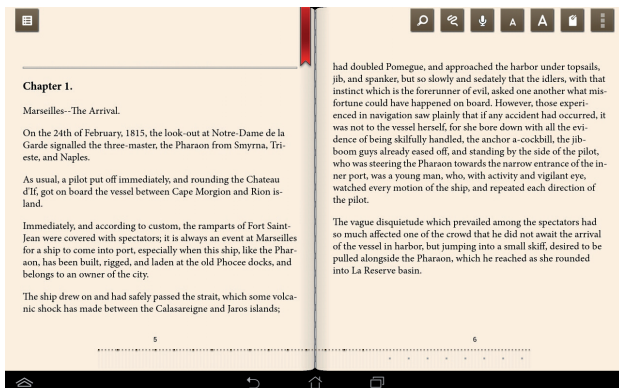 A
A
Chapter 1.
Marseilles--The Arrival.
On the 24th of February, 1815, the look-out at Notre-Dame de la
Garde signalled the three-master, the Pharaon from Smyrna, Tri-
este, and Naples.
As usual, a pilot put off immediately, and rounding the Chateau
d'If, got on board the vessel between Cape Morgion and Rion is-
land.
Immediately, and according to custom, the ramparts of Fort Saint-
Jean were covered with spectators; it is always an event at Marseilles
for a ship to come into port, especially when this ship, like the Phar-
aon, has been built, rigged, and laden at the old Phocee docks, and
belongs to an owner of the city.
The ship drew on and had safely passed the strait, which some volca-
nic shock has made between the Calasareigne and Jaros islands;
5
had doubled Pomegue, and approached the harbor under topsails,
jib, and spanker, but so slowly and sedately that the idlers, with that
instinct which is the forerunner of evil, asked one another what mis-
fortune could have happened on board. However, those experi-
enced in navigation saw plainly that if any accident had occurred, it
was not to the vessel herself, for she bore down with all the evi-
dence of being skilfully handled, the anchor a-cockbill, the jib-
boom guys already eased off, and standing by the side of the pilot,
who was steering the Pharaon towards the narrow entrance of the in-
ner port, was a young man, who, with activity and vigilant eye,
watched every motion of the ship, and repeated each direction of
the pilot.
The vague disquietude which prevailed among the spectators had
so much affected one of the crowd that he did not await the arrival
of the vessel in harbor, but jumping into a small skiff, desired to be
pulled alongside the Pharaon, which he reached as she rounded
into La Reserve basin.
6